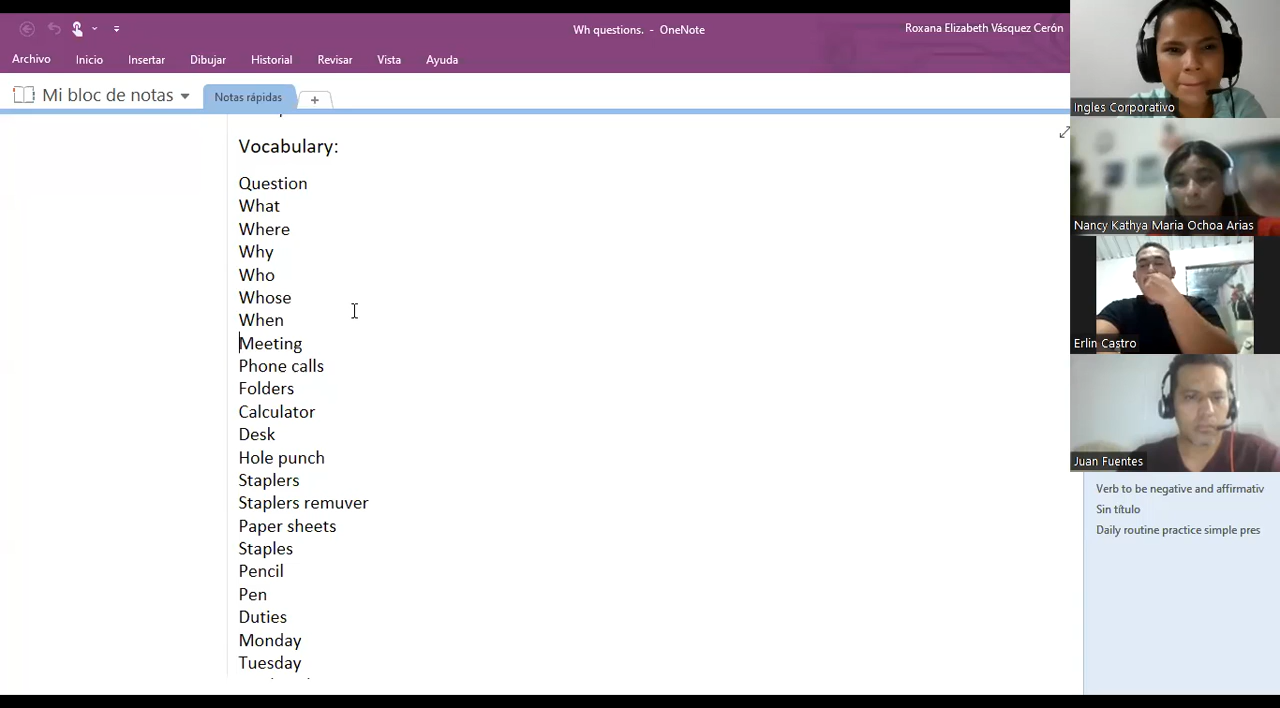 Wh questions. - OneNote
Roxana Elizabeth Vásquez Cerón
Archivo Inicio Insertar Dibujar Historial Revisar Vista Ayuda
Mi bloc de notas
Notas rápidas
+
Vocabulary:
Question
What
Where
Why
Who
Whose
When
Meeting
Phone calls
Folders
Calculator
Desk
Hole punch
Staplers
Staplers remuver
Paper sheets
Staples
Pencil
Pen
Duties
Monday
Tuesday
Ingles Corporativo
Nancy Kathya Maria Ochoa Arias
Erlin Castro
Juan Fuentes
Verb to be negative and affirmativ
Sin título
Daily routine practice simple pres